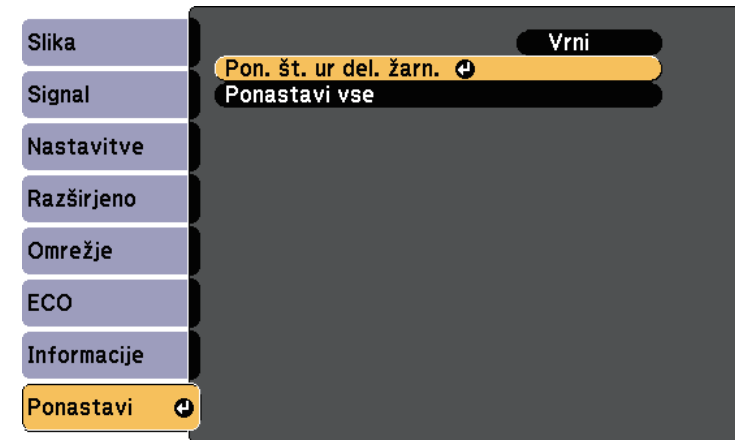 Slika
Signal
Nastavitve
Razširjeno
Omrežje
ECO
Informacije
Ponastavi
Vrni
Pon. št. ur del. žarn.
Ponastavi vse